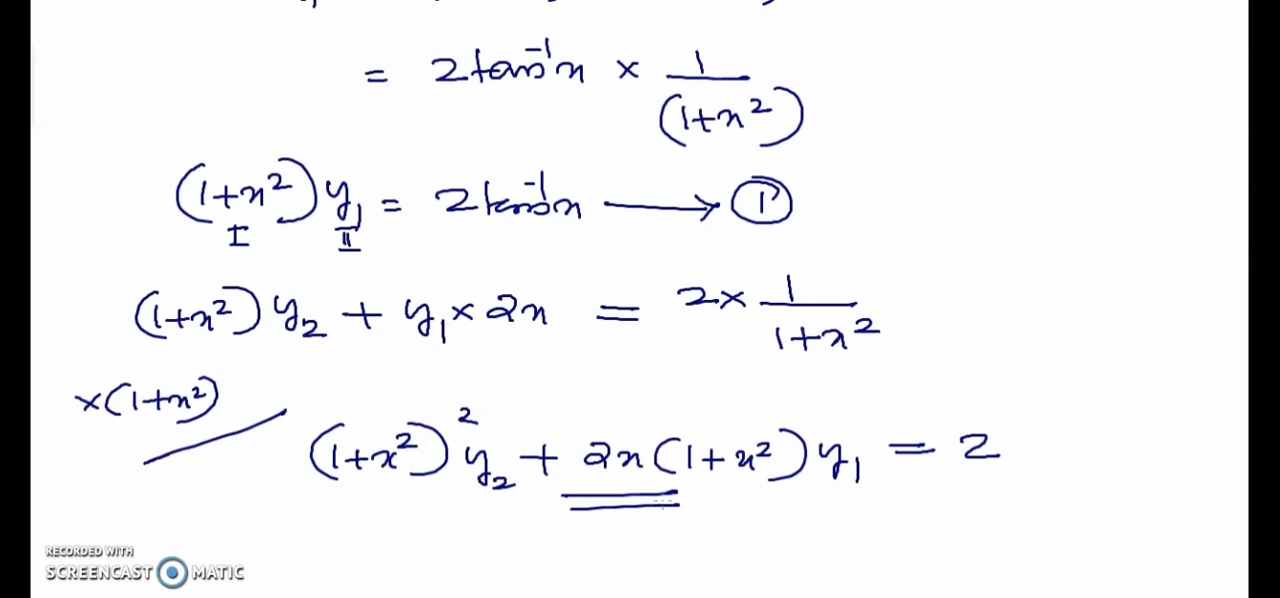 = 2tan⁻¹x × 1/(1+x²)
(1+x²)y₁ = 2tan⁻¹x ⟶ ①
I II
(1+x²)y₂ + y₁×2x = 2× 1/1+x²
×(1+x²)
(1+x²)²y₂ + 2x(1+x²)y₁ = 2
RECORDED WITH
SCREENCAST MATIC